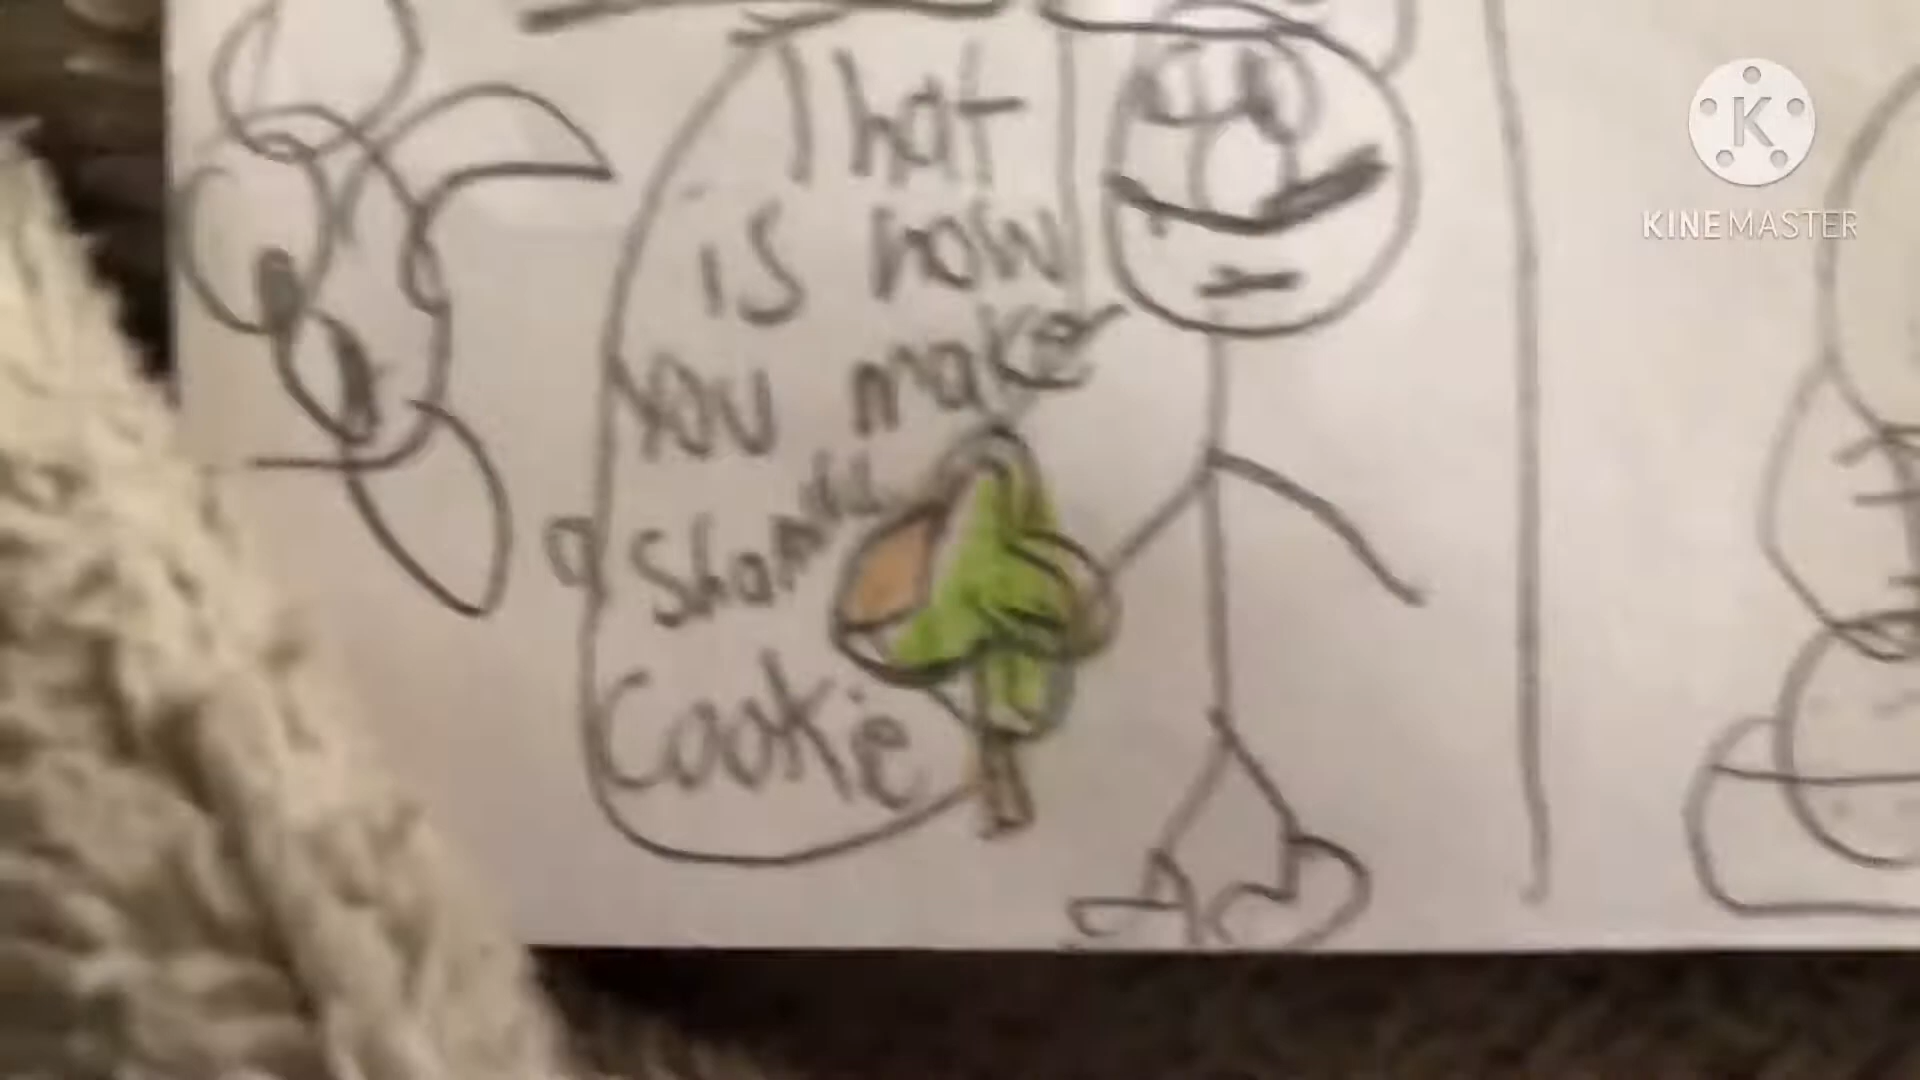 That
is how
You make
Cookie
K
KINEMASTER